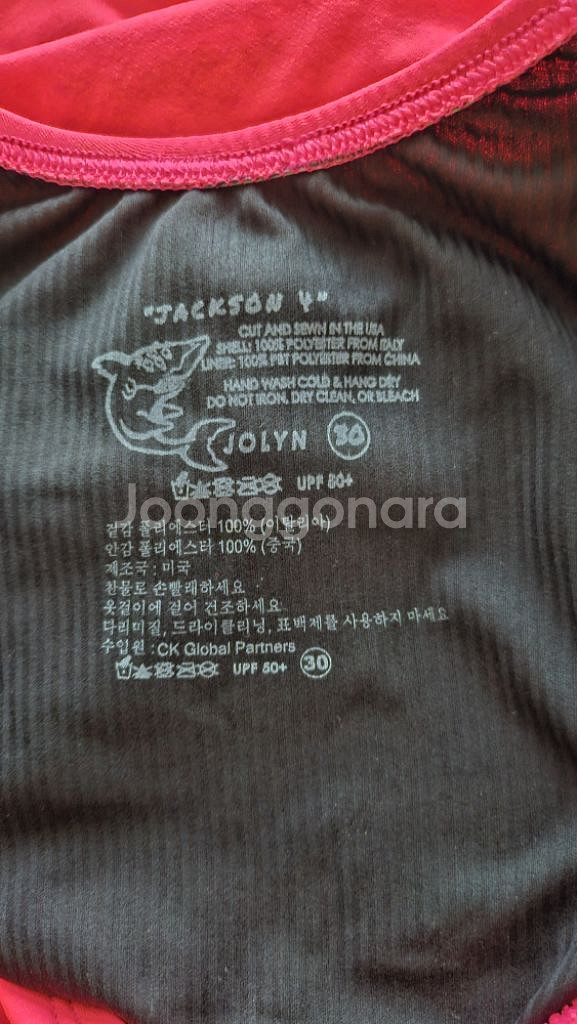 "JACKSON 4"
CUT AND SEWN IN THE USA
SHELL: 100% POLYESTER FROM ITALY
LINER: 100% PBT POLYESTER FROM CHINA
HAND WASH COLD & HANG DRY
DO NOT IRON, DRY CLEAN, OR BLEACH
JOLYN
UPF 50+
Joonggonara
겉감 폴리에스터 100% (이탈리아)
안감 폴리에스터 100% (중국)
제조국 : 미국
찬물로 손빨래하세요
옷걸이에 걸어 건조하세요
다리미질, 드라이클리닝, 표백제를 사용하지 마세요
수입원 : CK Global Partners
UPF 50+ 30